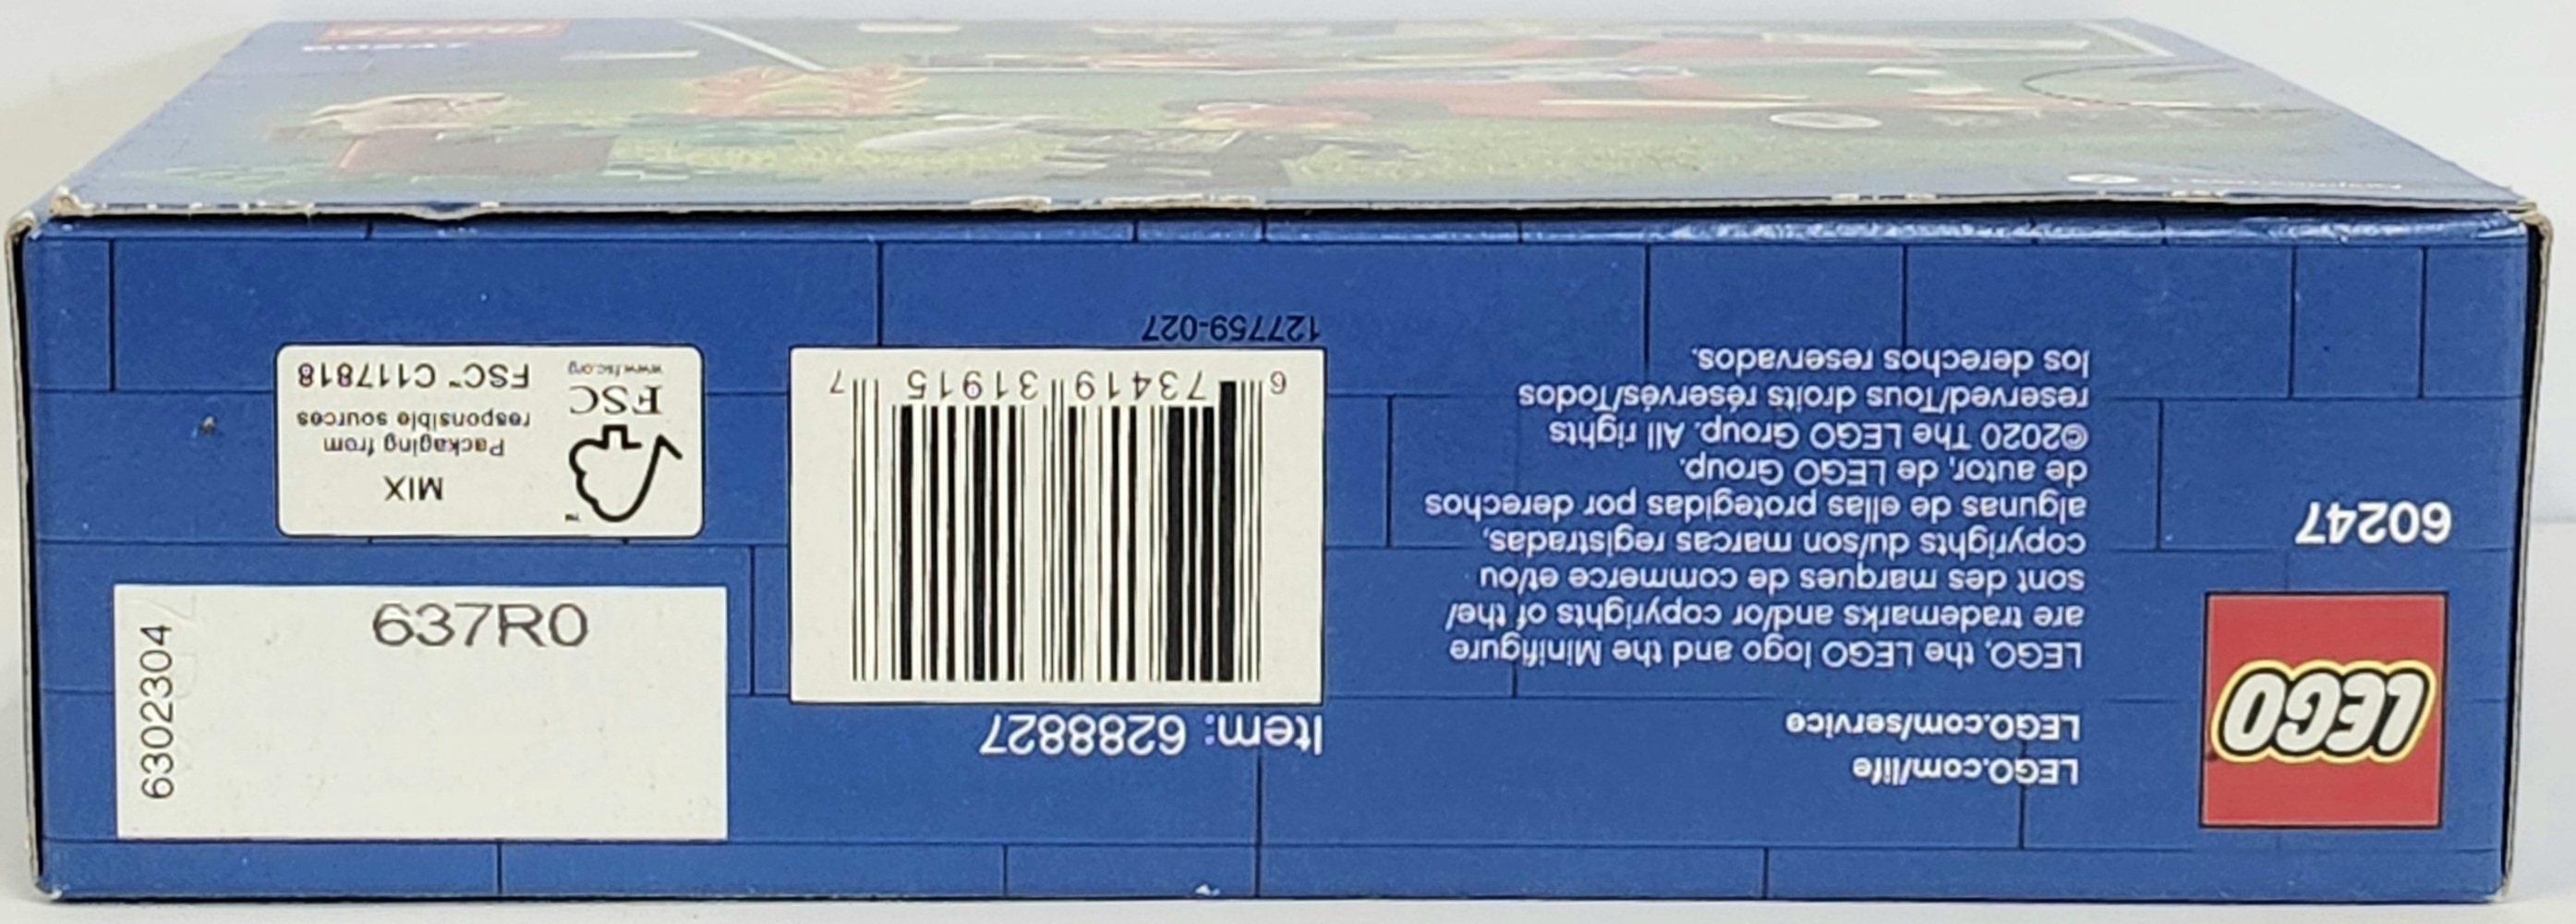 LEGO
60247
LEGO.com/life
LEGO.com/service
LEGO, the LEGO logo and the Minifigure
are trademarks and/or copyrights of the/
sont des marques de commerce et/ou
copyrights du/son marcas registradas,
algunas de ellas protegidas por derechos
de autor, de LEGO Group.
©2020 The LEGO Group. All rights
reserved/Tous droits réservés/Todos
los derechos reservados.
Item: 6288827
6 73419 31915 7
127759-027
637R0
6302304
™
MIX
Packaging from
responsible sources
FSC™ C117818
FSC
www.fsc.org
LEGO
60247